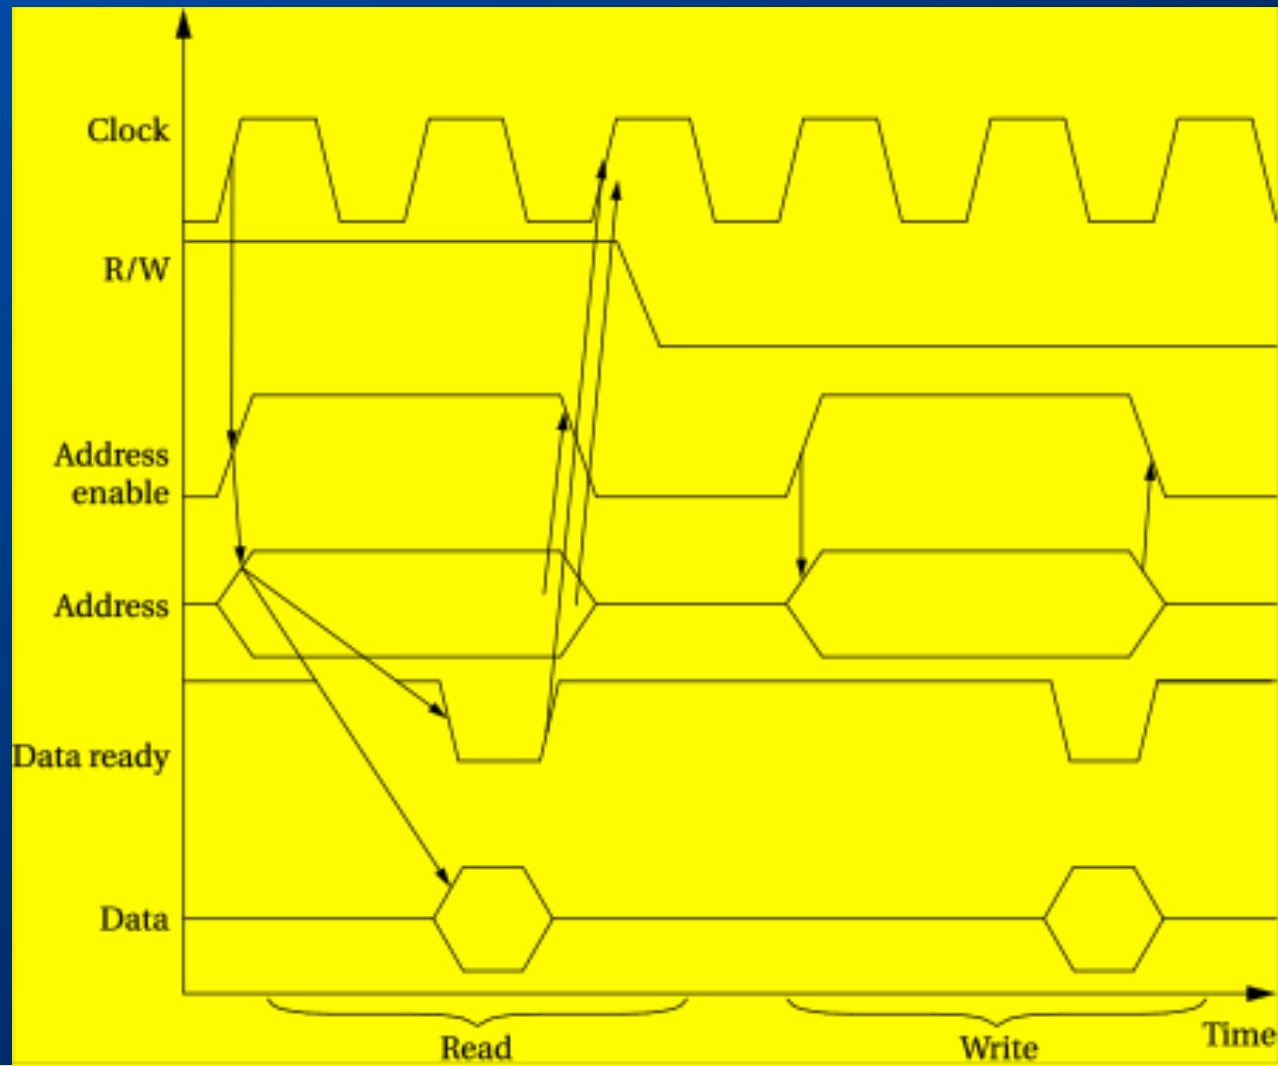 Clock
R/W
Address
enable
Address
Data ready
Data
Read
Write
Time